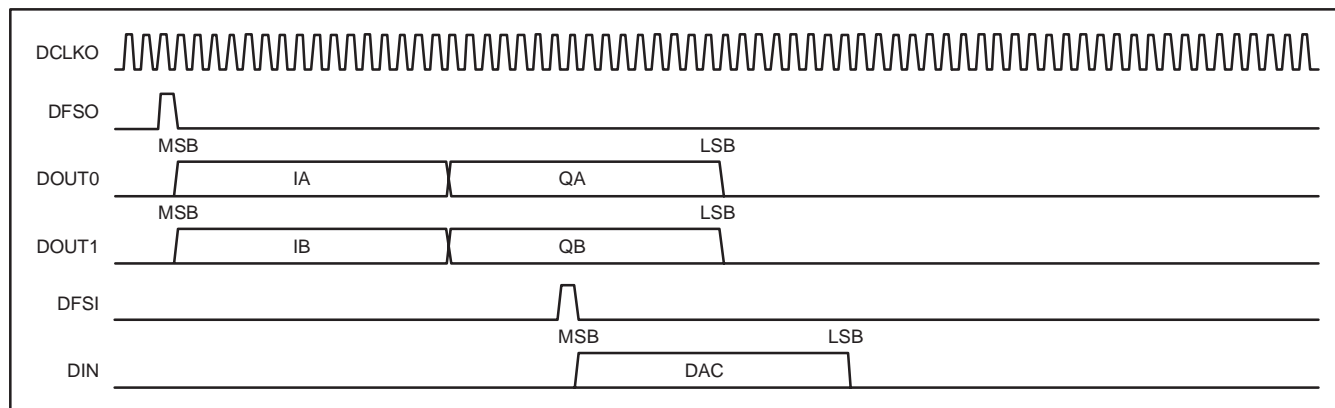 DCLKO
DFSO
MSB LSB
DOUT0 IA QA
MSB LSB
DOUT1 IB QB
DFSI
MSB LSB
DIN DAC